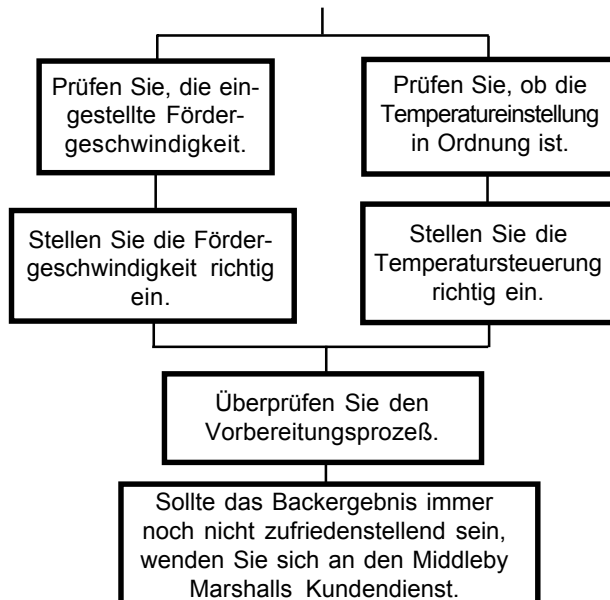 Prüfen Sie, die ein-
gestellte Förder-
geschwindigkeit.
Prüfen Sie, ob die
Temperatureinstellung
in Ordnung ist.
Stellen Sie die Förder-
geschwindigkeit richtig
ein.
Stellen Sie die
Temperatursteuerung
richtig ein.
Überprüfen Sie den
Vorbereitungsprozeß.
Sollte das Backergebnis immer
noch nicht zufriedenstellend sein,
wenden Sie sich an den Middleby
Marshalls Kundendienst.